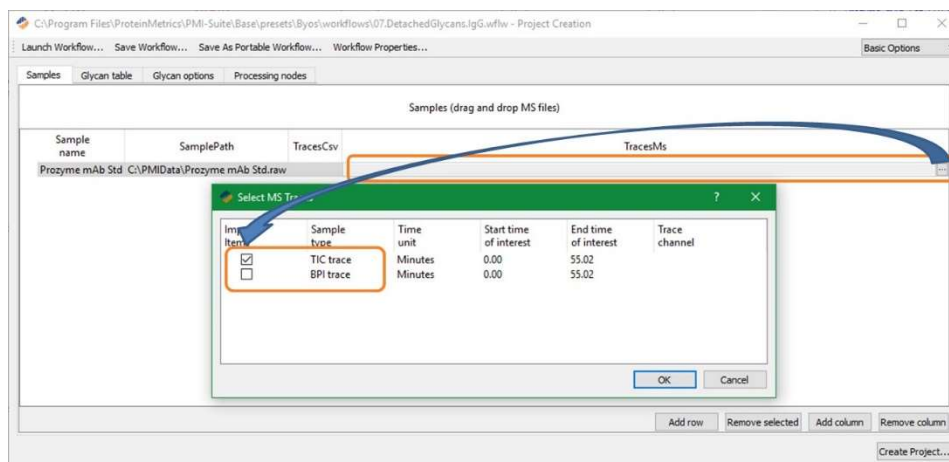 C:\Program Files\ProteinMetrics\PMI-Suite\Base\presets\Byos\workflows\07.DetachedGlycans.IgG.wflw - Project Creation
Launch Workflow... Save Workflow... Save As Portable Workflow... Workflow Properties... Basic Options
Samples Glycan table Glycan options Processing nodes
Samples (drag and drop MS files)
Sample name SamplePath TracesCsv TracesMs
Prozyme mAb Std C:\PMIData\Prozyme mAb Std.raw ...
Select MS ? ×
Sample Time Start time End time Trace
type unit of interest of interest channel
TIC trace Minutes 0.00 55.02
BPI trace Minutes 0.00 55.02
OK Cancel
Add row Remove selected Add column Remove column
Create Project...